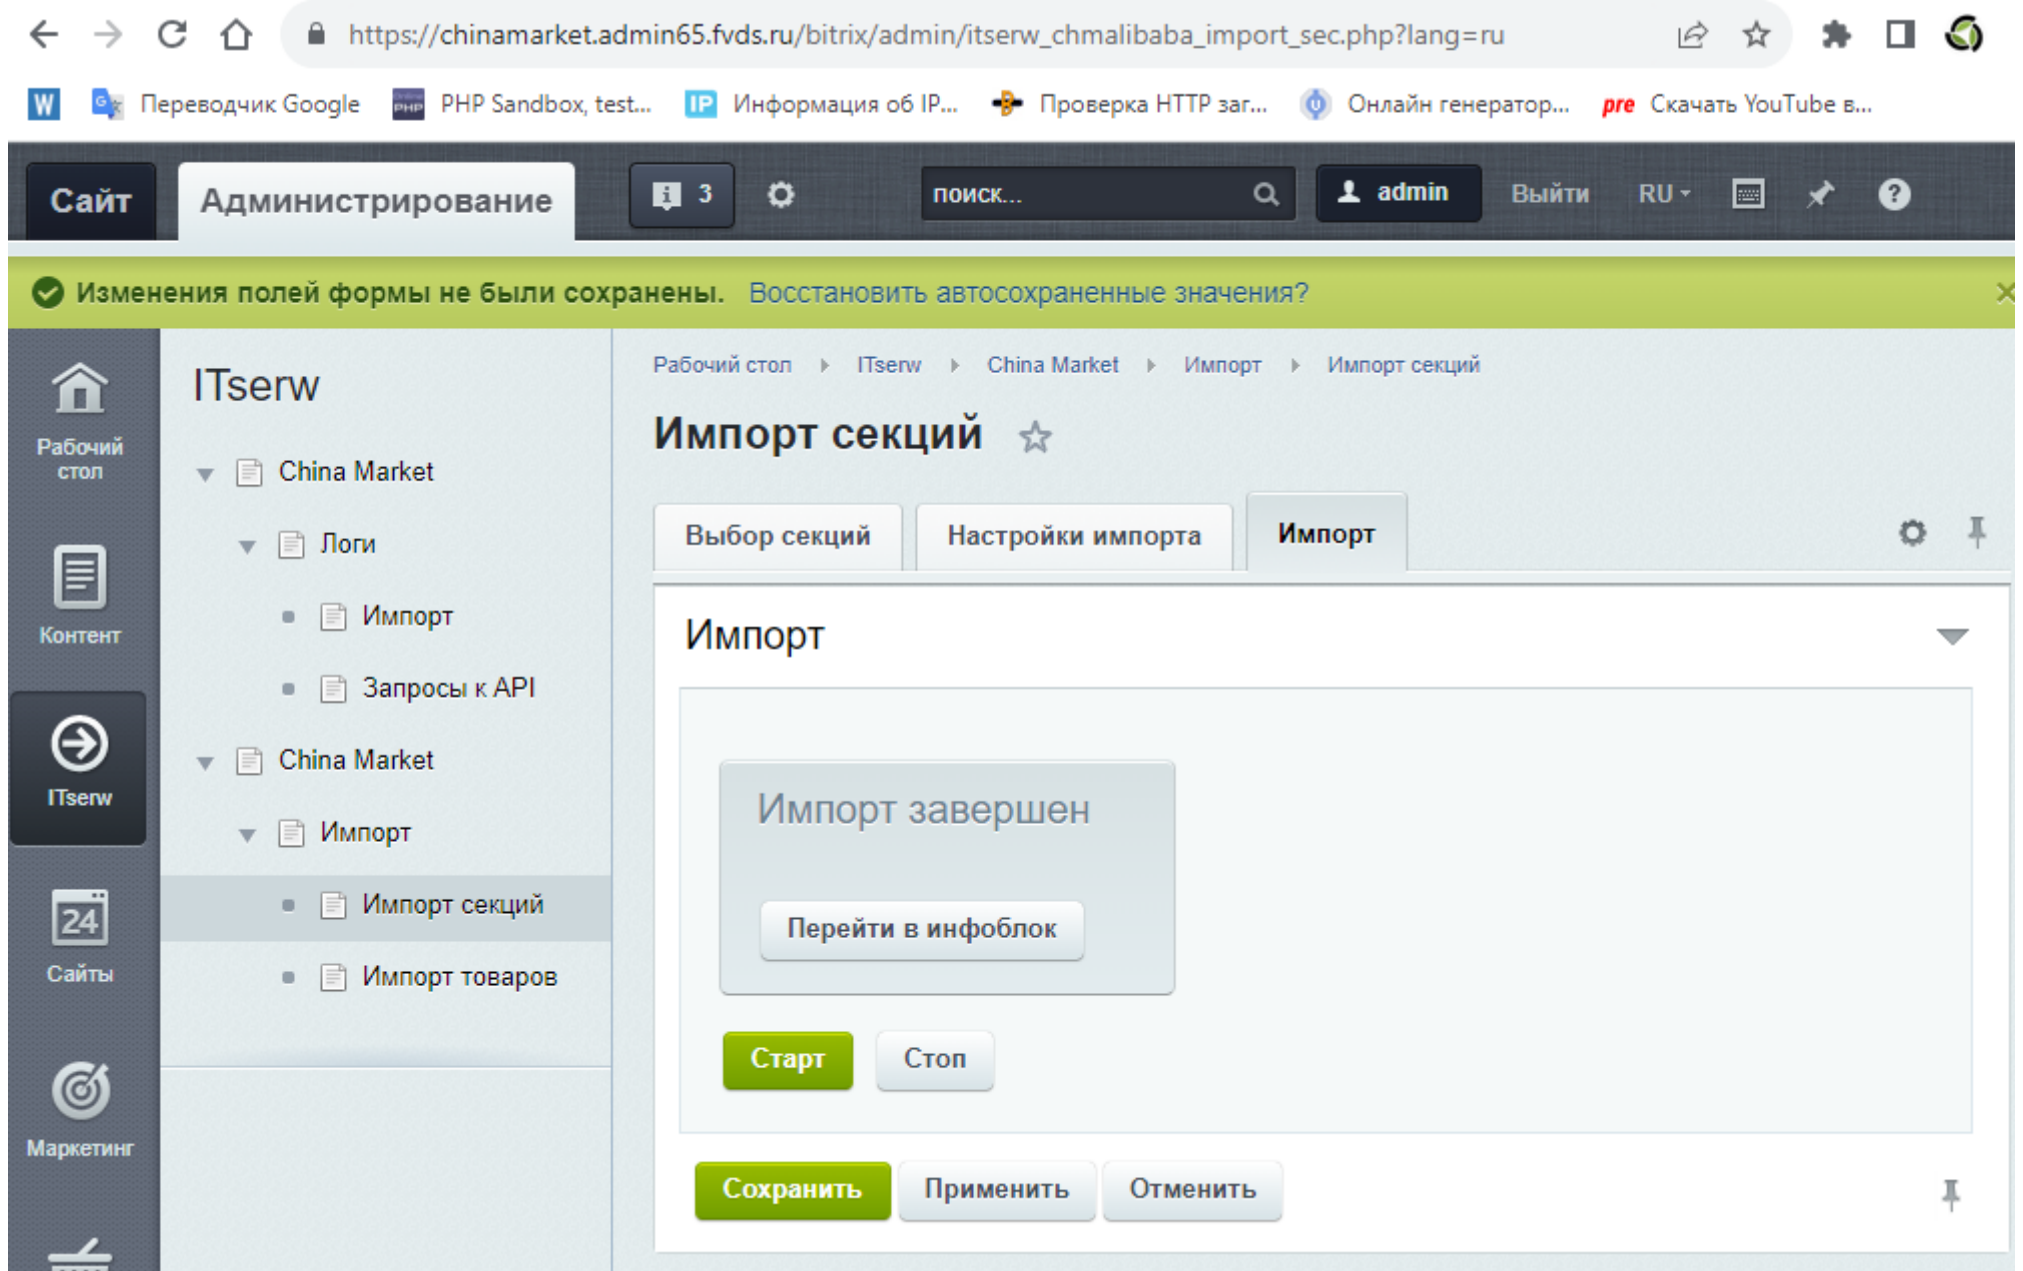 https://chinamarket.admin65.fvds.ru/bitrix/admin/itserw_chmalibaba_import_sec.php?lang=ru
W Переводчик Google PHP Sandbox, test... IP Информация об IP... Проверка HTTP заг... Онлайн генератор... pre Скачать YouTube в...
Сайт Администрирование 3 поиск... admin Выйти RU
Изменения полей формы не были сохранены. Восстановить автосохраненные значения?
Рабочий стол
Контент
ITserw
24
Сайты
Маркетинг
ITserw
China Market
Логи
Импорт
Запросы к API
China Market
Импорт
Импорт секций
Импорт товаров
Рабочий стол ITserw China Market Импорт Импорт секций
Импорт секций
Выбор секций Настройки импорта Импорт
Импорт
Импорт завершен
Перейти в инфоблок
Старт Стоп
Сохранить Применить Отменить